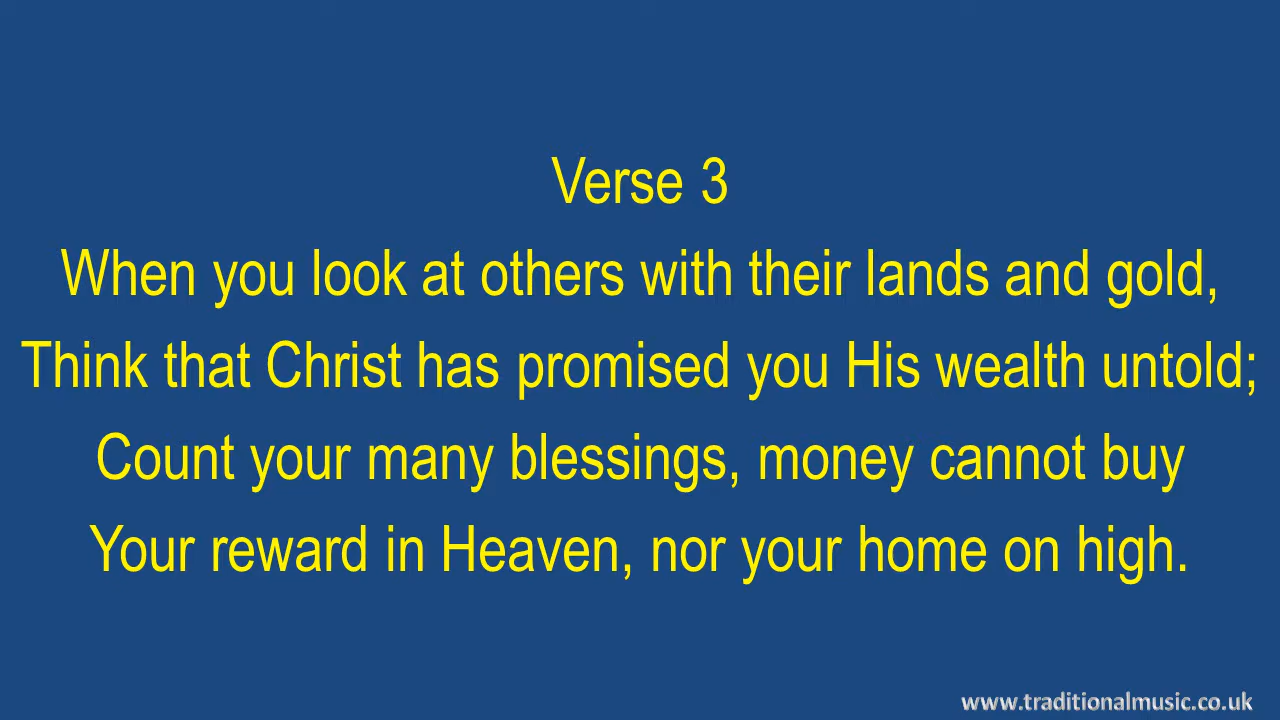 Verse 3
When you look at others with their lands and gold,
Think that Christ has promised you His wealth untold;
Count your many blessings, money cannot buy
Your reward in Heaven, nor your home on high.
www.traditionalmusic.co.uk